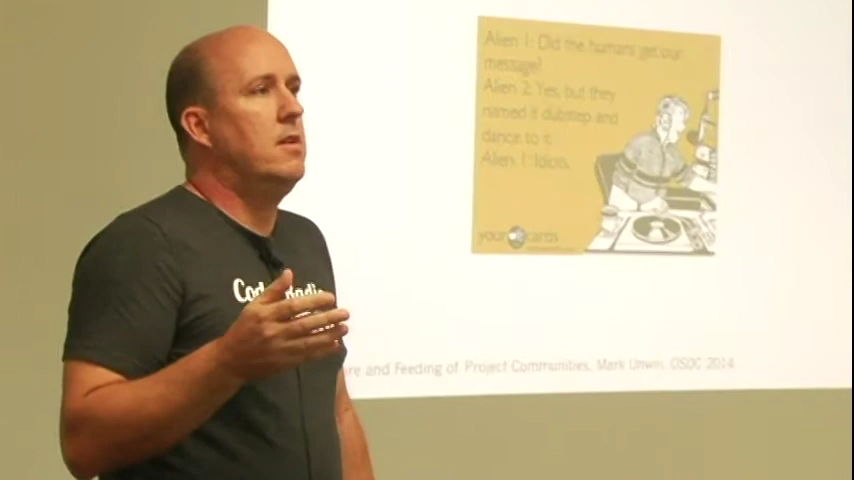 Alien 1: Did the humans get our
message?
Alien 2: Yes, but they
named it dubstep and
dance to it.
Alien 1: Idiots.
your cards
and Feeding of Project Communities, Mark Unwin, OSDC 2014